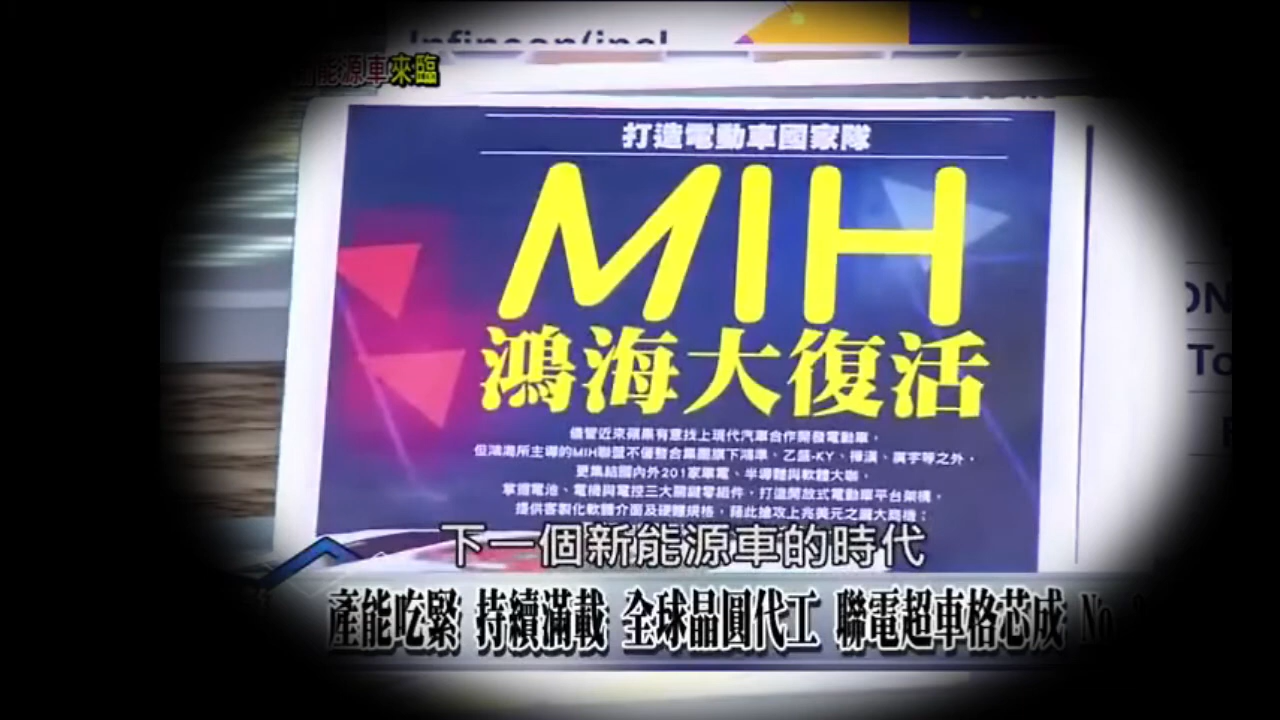 能源車來臨
打造電動車國家隊
MIH
鴻海大復活
儘管近來蘋果有意找上現代汽車合作開發電動車，
但鴻海所主導的MIH聯盟不僅整合集團旗下鴻準、乙盛-KY、樺漢、廣宇等之外，
更集結國內外201家車電、半導體與軟體大咖，
掌握電池、電機與電控三大關鍵零組件，打造開放式電動車平台架構，
提供客製化軟體介面及硬體規格，藉此搶攻上兆美元之龐大商機；
下一個新能源車的時代
產能吃緊 持續滿載 全球晶圓代工 聯電超車格芯成 No.